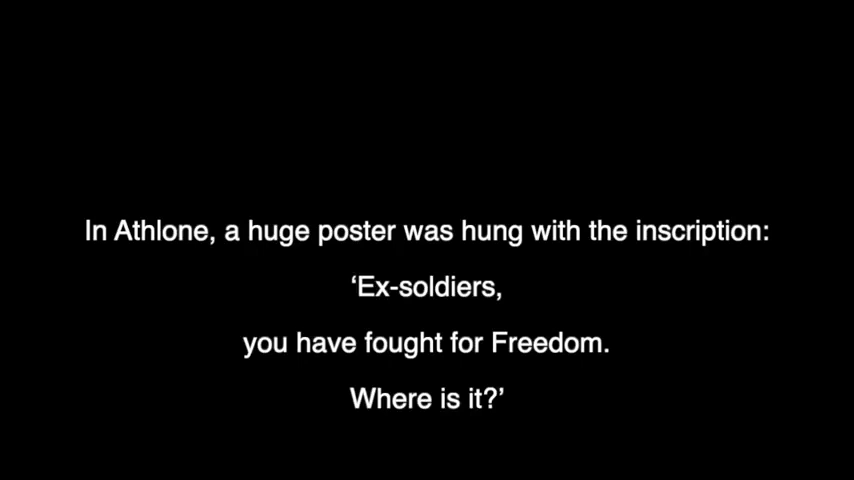 In Athlone, a huge poster was hung with the inscription:
‘Ex-soldiers,
you have fought for Freedom.
Where is it?’